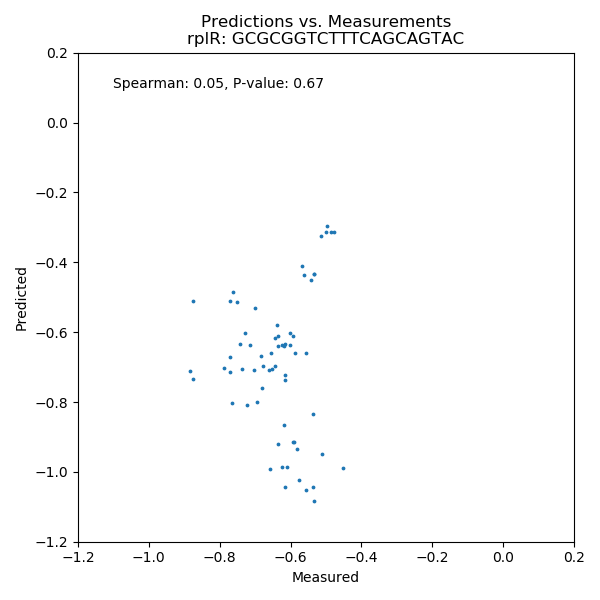 Predictions vs. Measurements
rplR: GCGCGGTCTTTCAGCAGTAC
Spearman: 0.05, P-value: 0.67
Predicted
0.2
0.0
−0.2
−0.4
−0.6
−0.8
−1.0
−1.2
−1.2 −1.0 −0.8 −0.6 −0.4 −0.2 0.0 0.2
Measured